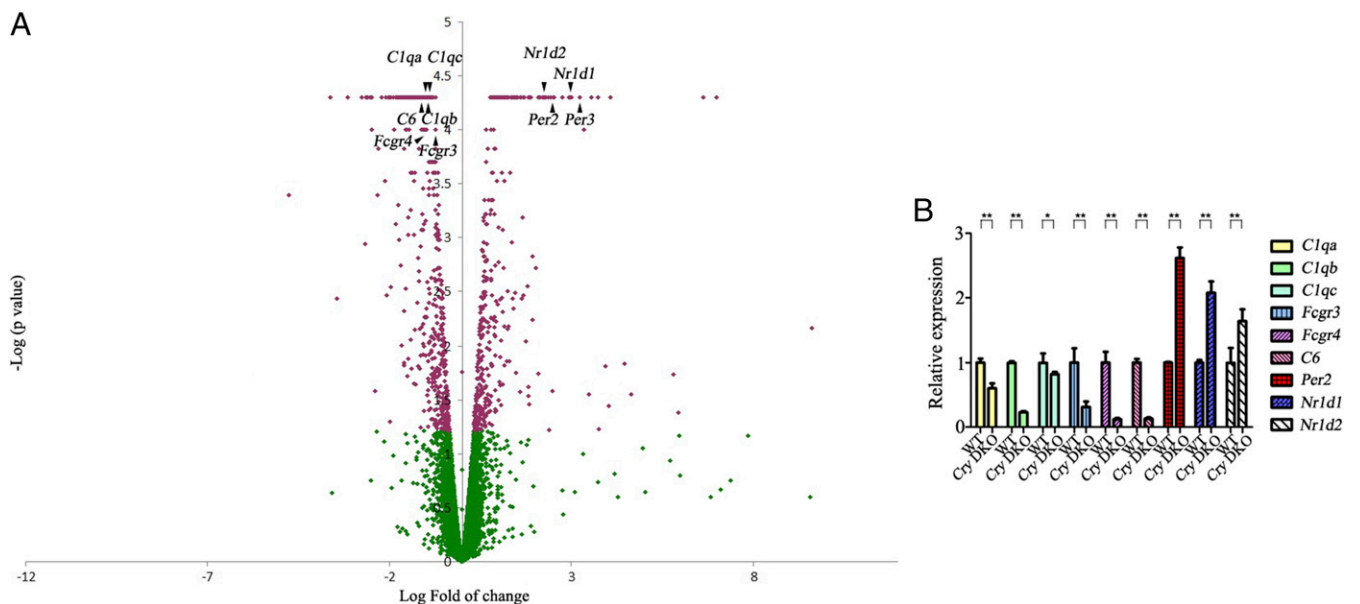 A
5
C1qa C1qc Nr1d2
4.5 Nr1d1
C6 C1qb Per2 Per3
4
Fcgr4 Fcgr3
3.5
3
2.5
2
1.5
1
0.5
0
-12 -7 3 8
-Log (p value)
Log Fold of change
B
** ** * ** ** ** ** ** **
3
2
1
0
Relative expression
WT Cry DKO WT Cry DKO WT Cry DKO WT Cry DKO WT Cry DKO WT Cry DKO WT Cry DKO WT Cry DKO WT Cry DKO
C1qa
C1qb
C1qc
Fcgr3
Fcgr4
C6
Per2
Nr1d1
Nr1d2